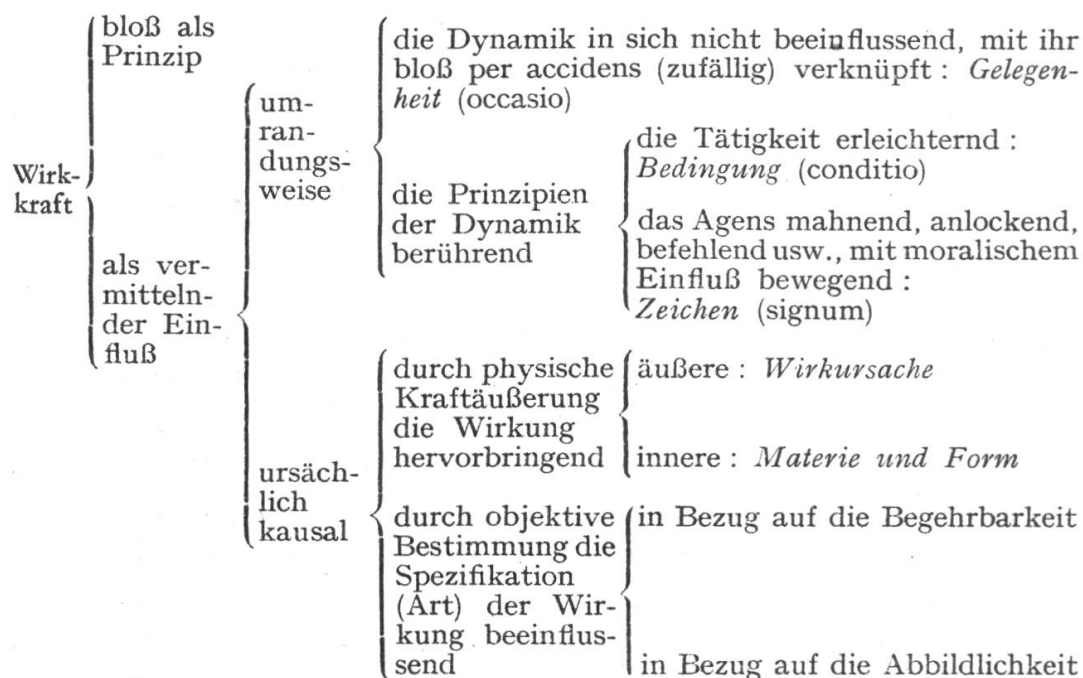 Wirk-
kraft
bloß als
Prinzip
als ver-
mitteln-
der Ein-
fluß
um-
ran-
dungs-
weise
die Dynamik in sich nicht beeinflussend, mit ihr
bloß per accidens (zufällig) verknüpft : Gelegen-
heit (occasio)
die Prinzipien
der Dynamik
berührend
die Tätigkeit erleichternd :
Bedingung (conditio)
das Agens mahnend, anlockend,
befehlend usw., mit moralischem
Einfluß bewegend :
Zeichen (signum)
ursäch-
lich
kausal
durch physische
Kraftäußerung
die Wirkung
hervorbringend
äußere : Wirkursache
innere : Materie und Form
durch objektive
Bestimmung die
Spezifikation
(Art) der Wir-
kung beeinflus-
send
in Bezug auf die Begehrbarkeit
in Bezug auf die Abbildlichkeit